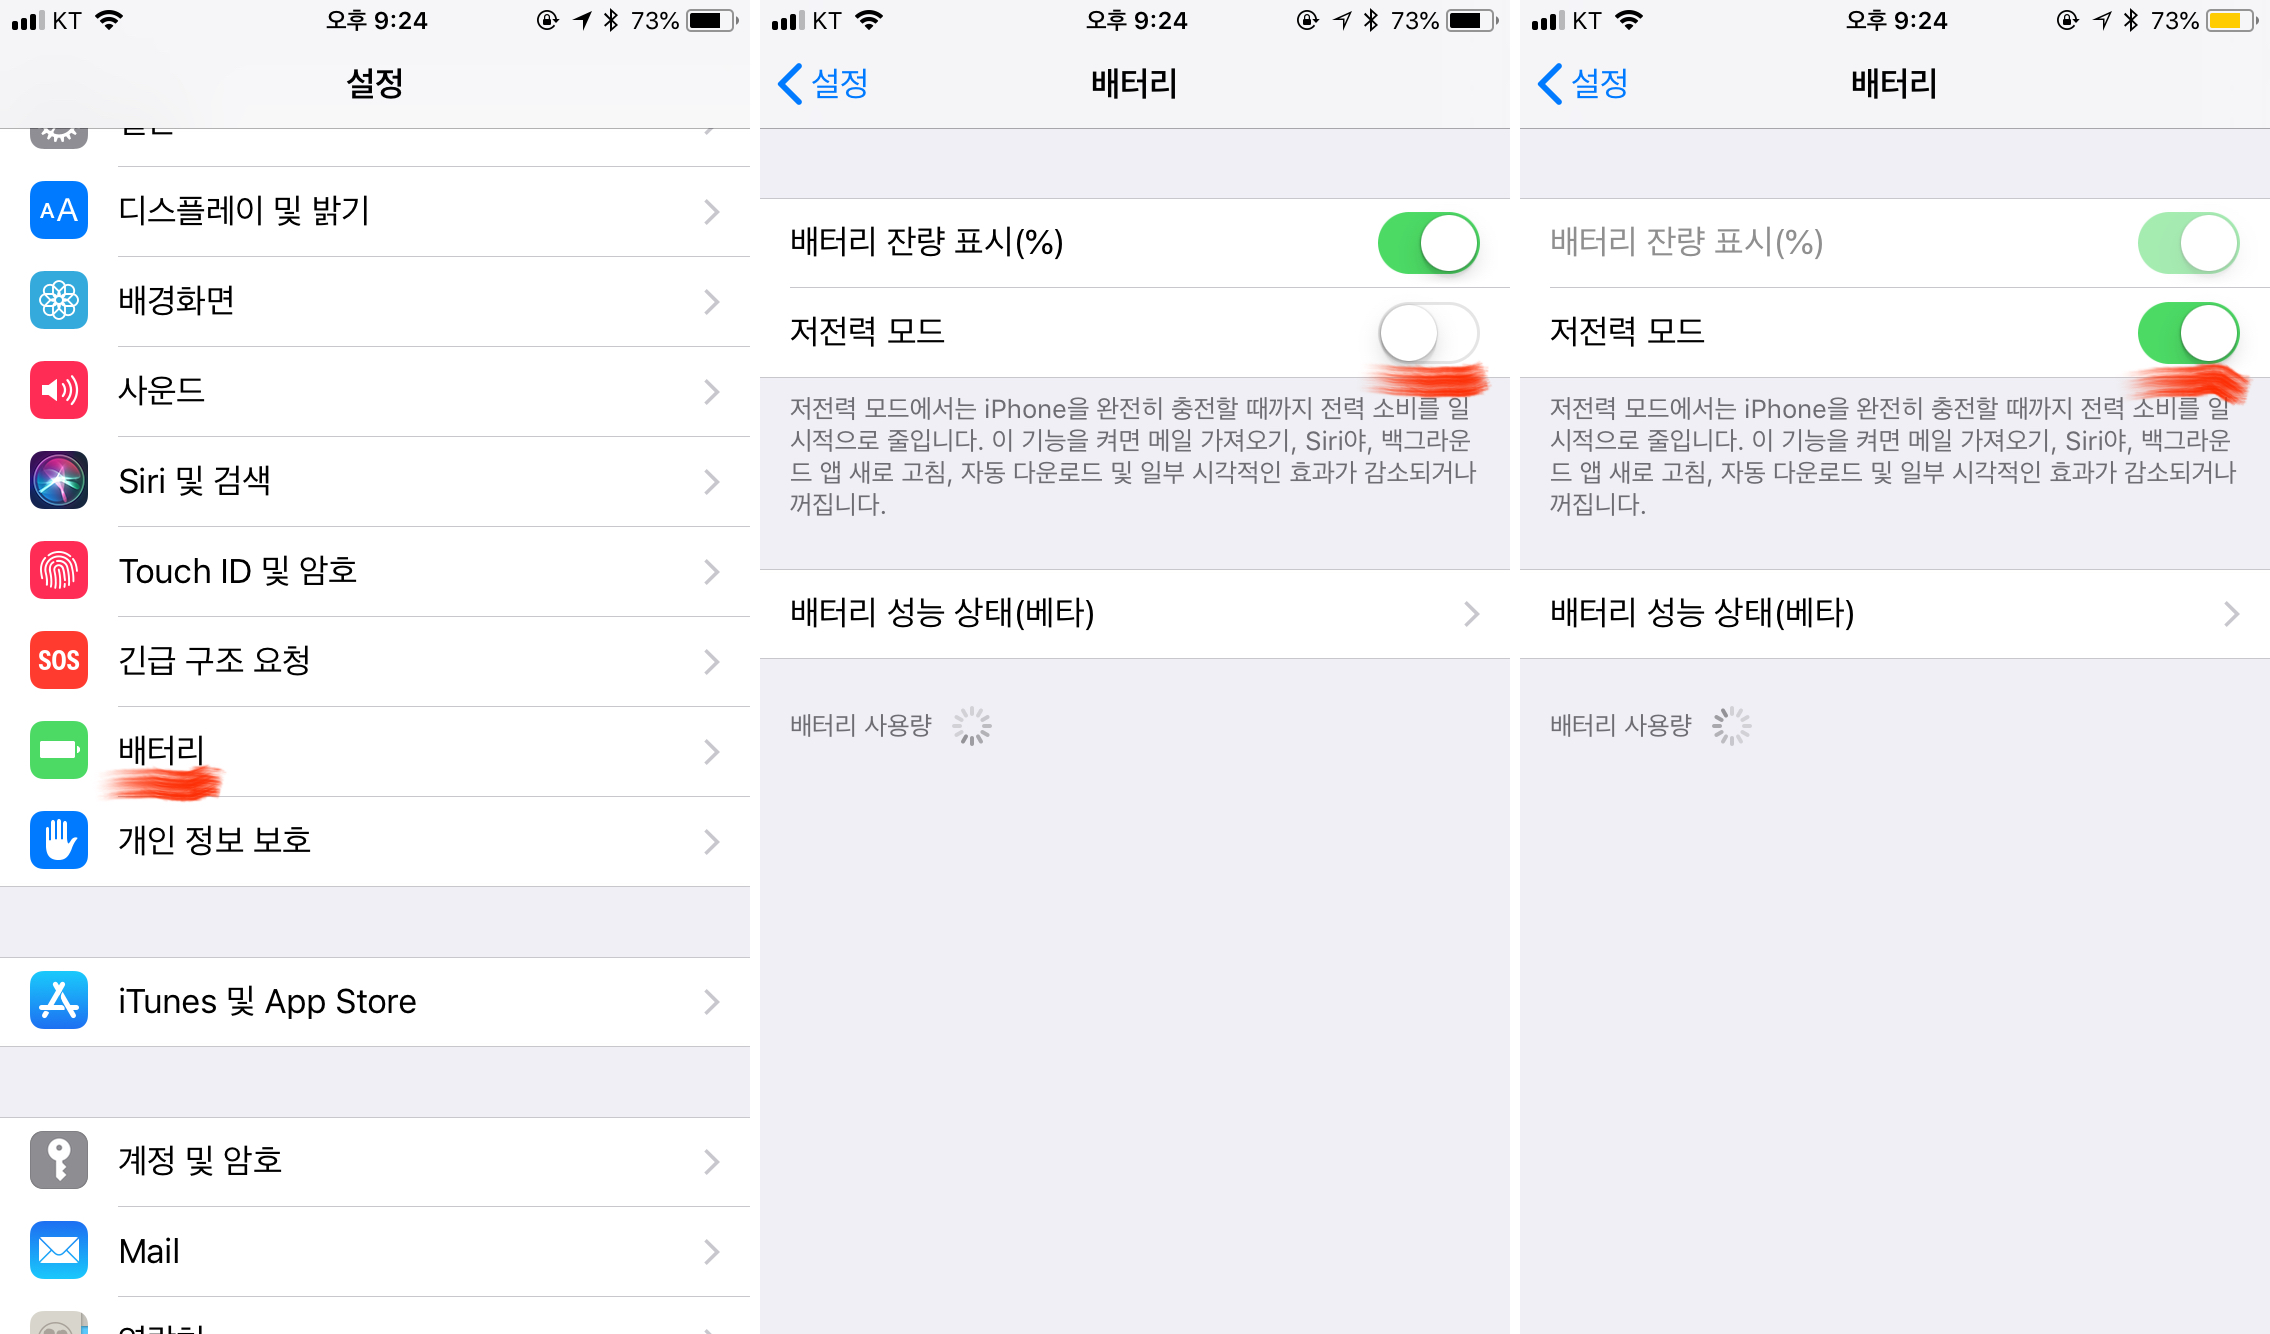 KT
오후 9:24
73%
설정
디스플레이 및 밝기
AA
배경화면
사운드
Siri 및 검색
Touch ID 및 암호
SOS
긴급 구조 요청
배터리
개인 정보 보호
iTunes 및 App Store
계정 및 암호
Mail
KT
오후 9:24
73%
설정
배터리
배터리 잔량 표시(%)
저전력 모드
저전력 모드에서는 iPhone을 완전히 충전할 때까지 전력 소비를 일
시적으로 줄입니다. 이 기능을 켜면 메일 가져오기, Siri야, 백그라운
드 앱 새로 고침, 자동 다운로드 및 일부 시각적인 효과가 감소되거나
꺼집니다.
배터리 성능 상태(베타)
배터리 사용량
KT
오후 9:24
73%
설정
배터리
배터리 잔량 표시(%)
저전력 모드
저전력 모드에서는 iPhone을 완전히 충전할 때까지 전력 소비를 일
시적으로 줄입니다. 이 기능을 켜면 메일 가져오기, Siri야, 백그라운
드 앱 새로 고침, 자동 다운로드 및 일부 시각적인 효과가 감소되거나
꺼집니다.
배터리 성능 상태(베타)
배터리 사용량